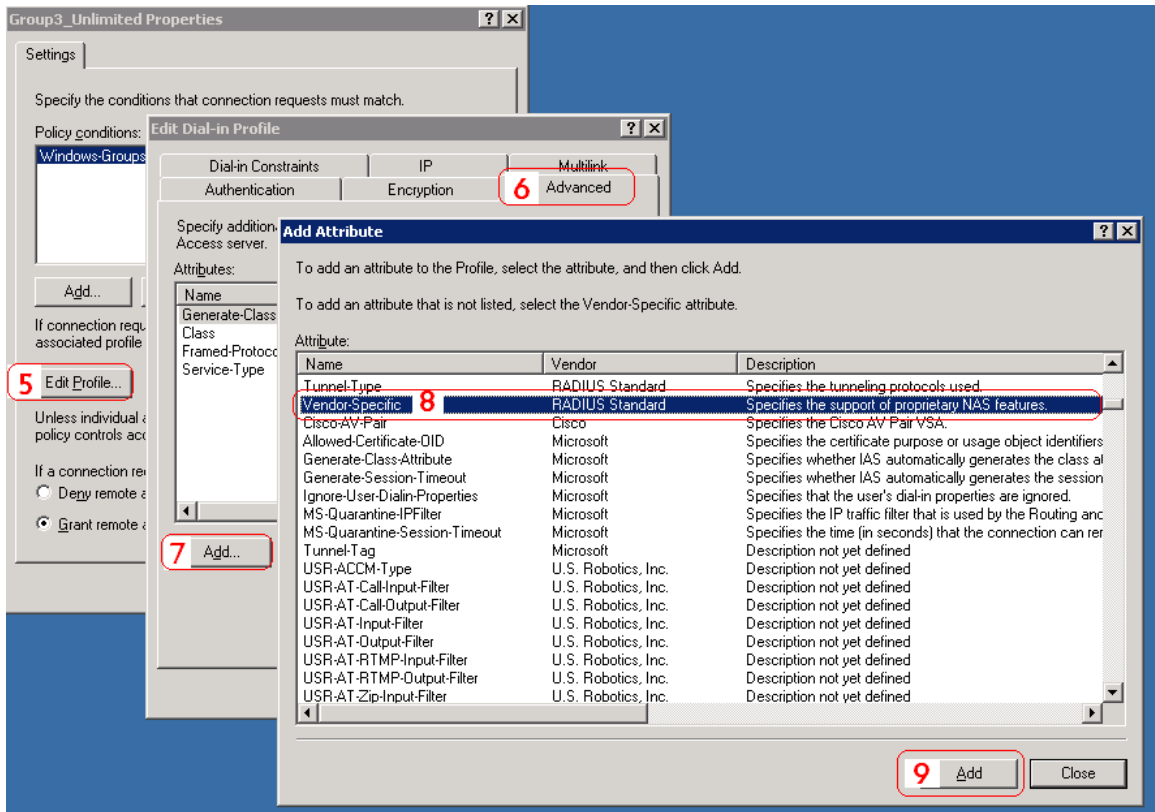 Group3_Unlimited Properties
Settings
Specify the conditions that connection requests must match.
Policy conditions:
Windows-Groups
Add...
If connection requ
associated profile
5 Edit Profile...
Unless individual a
policy controls acc
If a connection re
Deny remote a
Grant remote a
Edit Dial-in Profile
Dial-in Constraints IP Multilink
Authentication Encryption 6 Advanced
Specify addition
Access server.
Attributes:
Name
Generate-Class
Class
Framed-Protoco
Service-Type
7 Add...
Add Attribute
To add an attribute to the Profile, select the attribute, and then click Add.
To add an attribute that is not listed, select the Vendor-Specific attribute.
Attribute:
Name Vendor Description
Tunnel-Type RADIUS Standard Specifies the tunneling protocols used.
Vendor-Specific 8 RADIUS Standard Specifies the support of proprietary NAS features.
Cisco-AV-Pair Cisco Specifies the Cisco AV Pair VSA.
Allowed-Certificate-OID Microsoft Specifies the certificate purpose or usage object identifiers
Generate-Class-Attribute Microsoft Specifies whether IAS automatically generates the class at
Generate-Session-Timeout Microsoft Specifies whether IAS automatically generates the session
Ignore-User-Dialin-Properties Microsoft Specifies that the user's dial-in properties are ignored.
MS-Quarantine-IPFilter Microsoft Specifies the IP traffic filter that is used by the Routing and
MS-Quarantine-Session-Timeout Microsoft Specifies the time (in seconds) that the connection can rer
Tunnel-Tag Microsoft Description not yet defined
USR-ACCM-Type U.S. Robotics, Inc. Description not yet defined
USR-AT-Call-Input-Filter U.S. Robotics, Inc. Description not yet defined
USR-AT-Call-Output-Filter U.S. Robotics, Inc. Description not yet defined
USR-AT-Input-Filter U.S. Robotics, Inc. Description not yet defined
USR-AT-Output-Filter U.S. Robotics, Inc. Description not yet defined
USR-AT-RTMP-Input-Filter U.S. Robotics, Inc. Description not yet defined
USR-AT-RTMP-Output-Filter U.S. Robotics, Inc. Description not yet defined
USR-AT-Zip-Input-Filter U.S. Robotics, Inc. Description not yet defined
9 Add Close